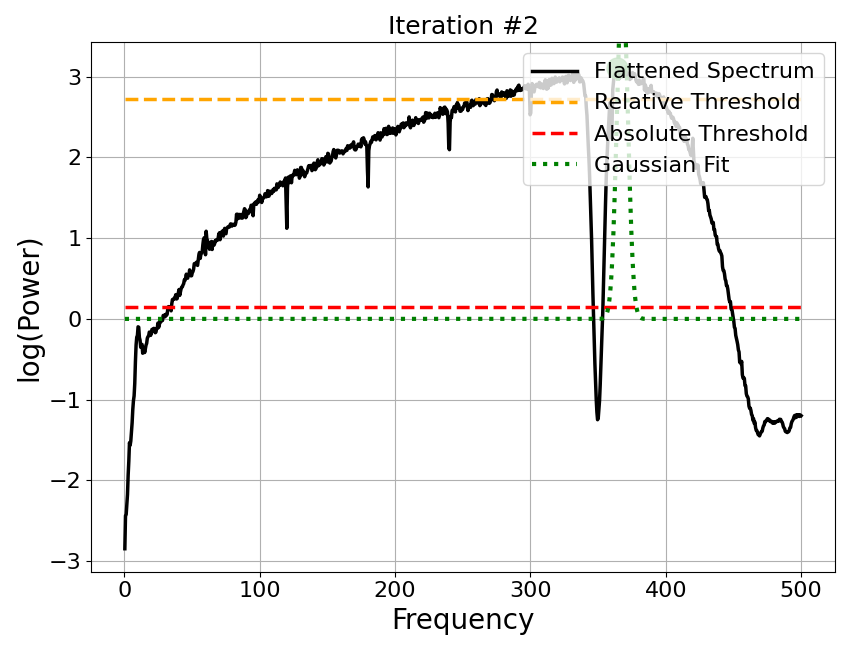 Iteration #2
log(Power)
3
2
1
0
−1
−2
−3
Flattened Spectrum
Relative Threshold
Absolute Threshold
Gaussian Fit
0 100 200 300 400 500
Frequency